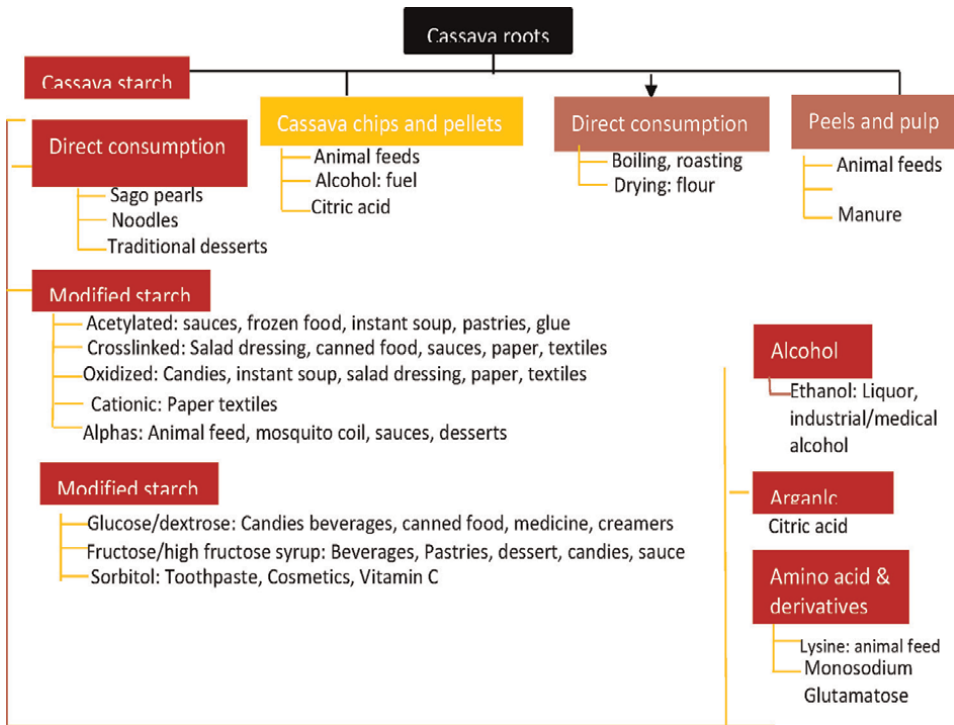 Cassava roots
Cassava starch
Direct consumption
Sago pearls
Noodles
Traditional desserts
Cassava chips and pellets
Animal feeds
Alcohol: fuel
Citric acid
Direct consumption
Boiling, roasting
Drying: flour
Peels and pulp
Animal feeds
Manure
Modified starch
Acetylated: sauces, frozen food, instant soup, pastries, glue
Crosslinked: Salad dressing, canned food, sauces, paper, textiles
Oxidized: Candies, instant soup, salad dressing, paper, textiles
Cationic: Paper textiles
Alphas: Animal feed, mosquito coil, sauces, desserts
Modified starch
Glucose/dextrose: Candies beverages, canned food, medicine, creamers
Fructose/high fructose syrup: Beverages, Pastries, dessert, candies, sauce
Sorbitol: Toothpaste, Cosmetics, Vitamin C
Alcohol
Ethanol: Liquor,
industrial/medical
alcohol
Arganlc
Citric acid
Amino acid &
derivatives
Lysine: animal feed
Monosodium
Glutamatose